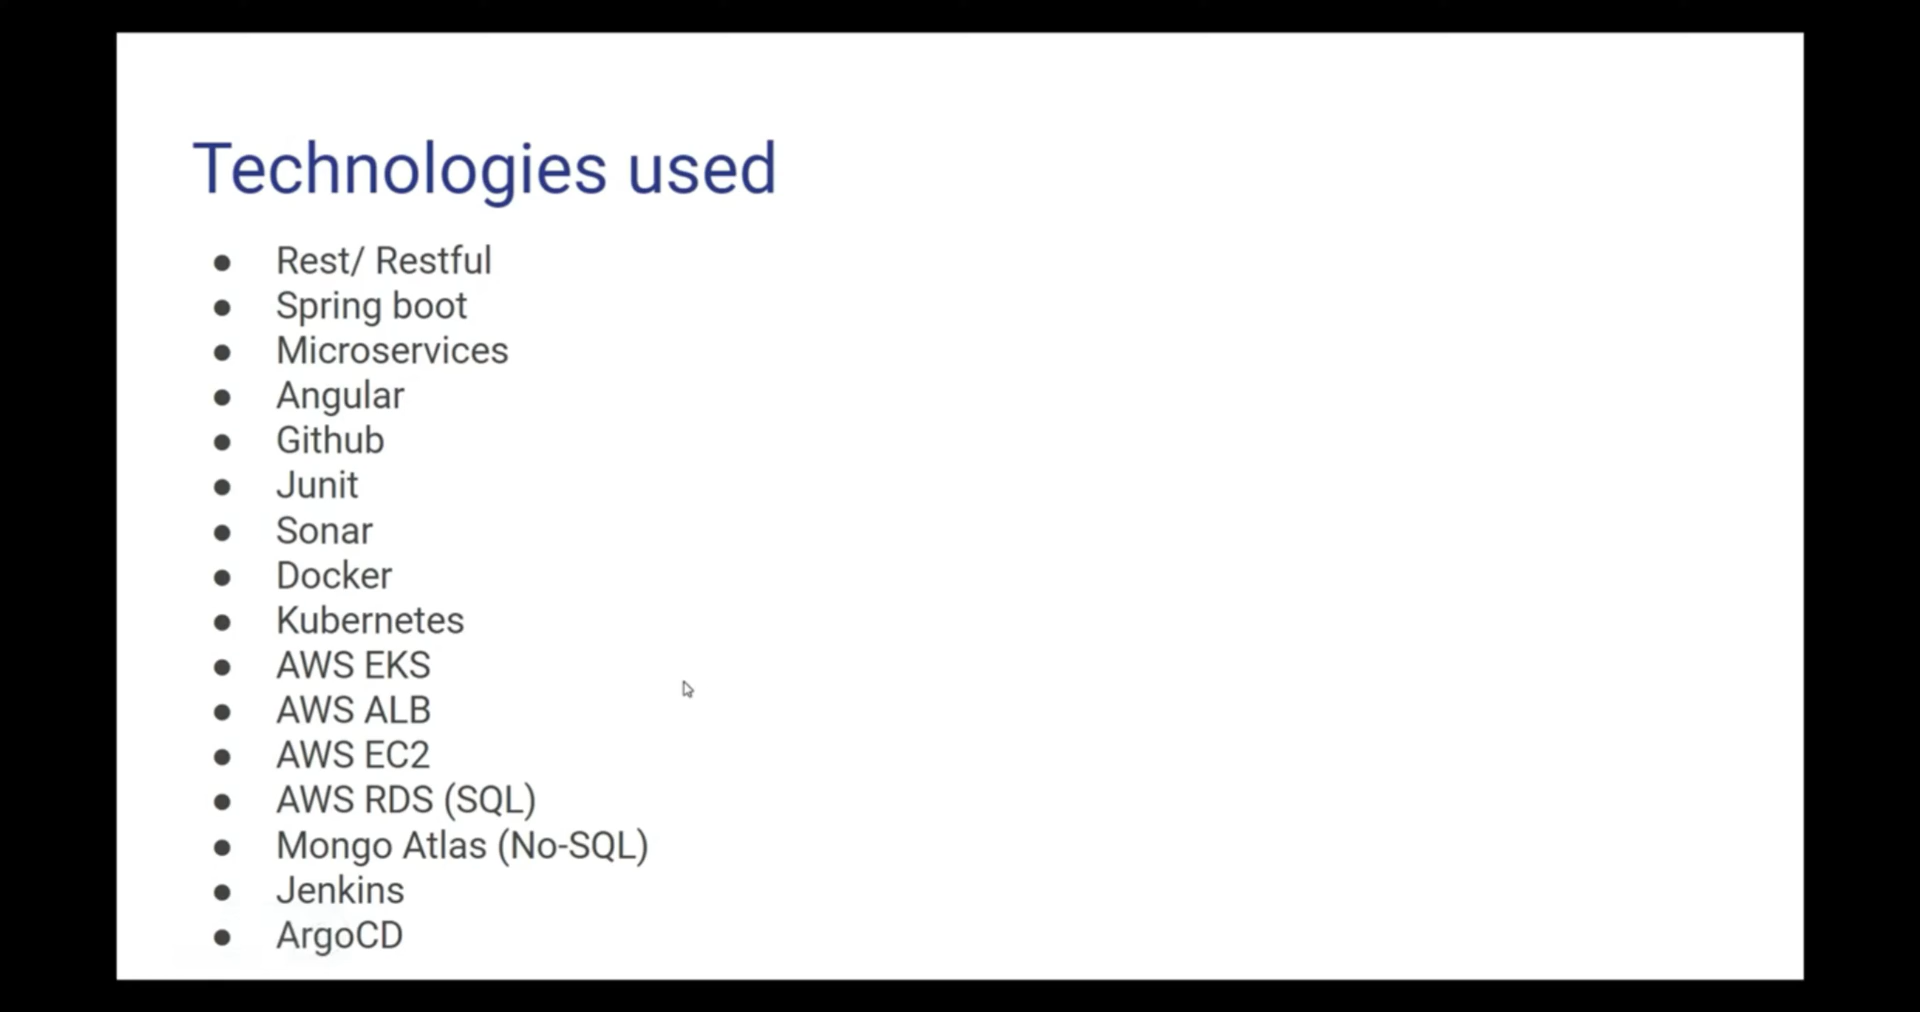 Technologies used
● Rest/ Restful
● Spring boot
● Microservices
● Angular
● Github
● Junit
● Sonar
● Docker
● Kubernetes
● AWS EKS
● AWS ALB
● AWS EC2
● AWS RDS (SQL)
● Mongo Atlas (No-SQL)
● Jenkins
● ArgoCD